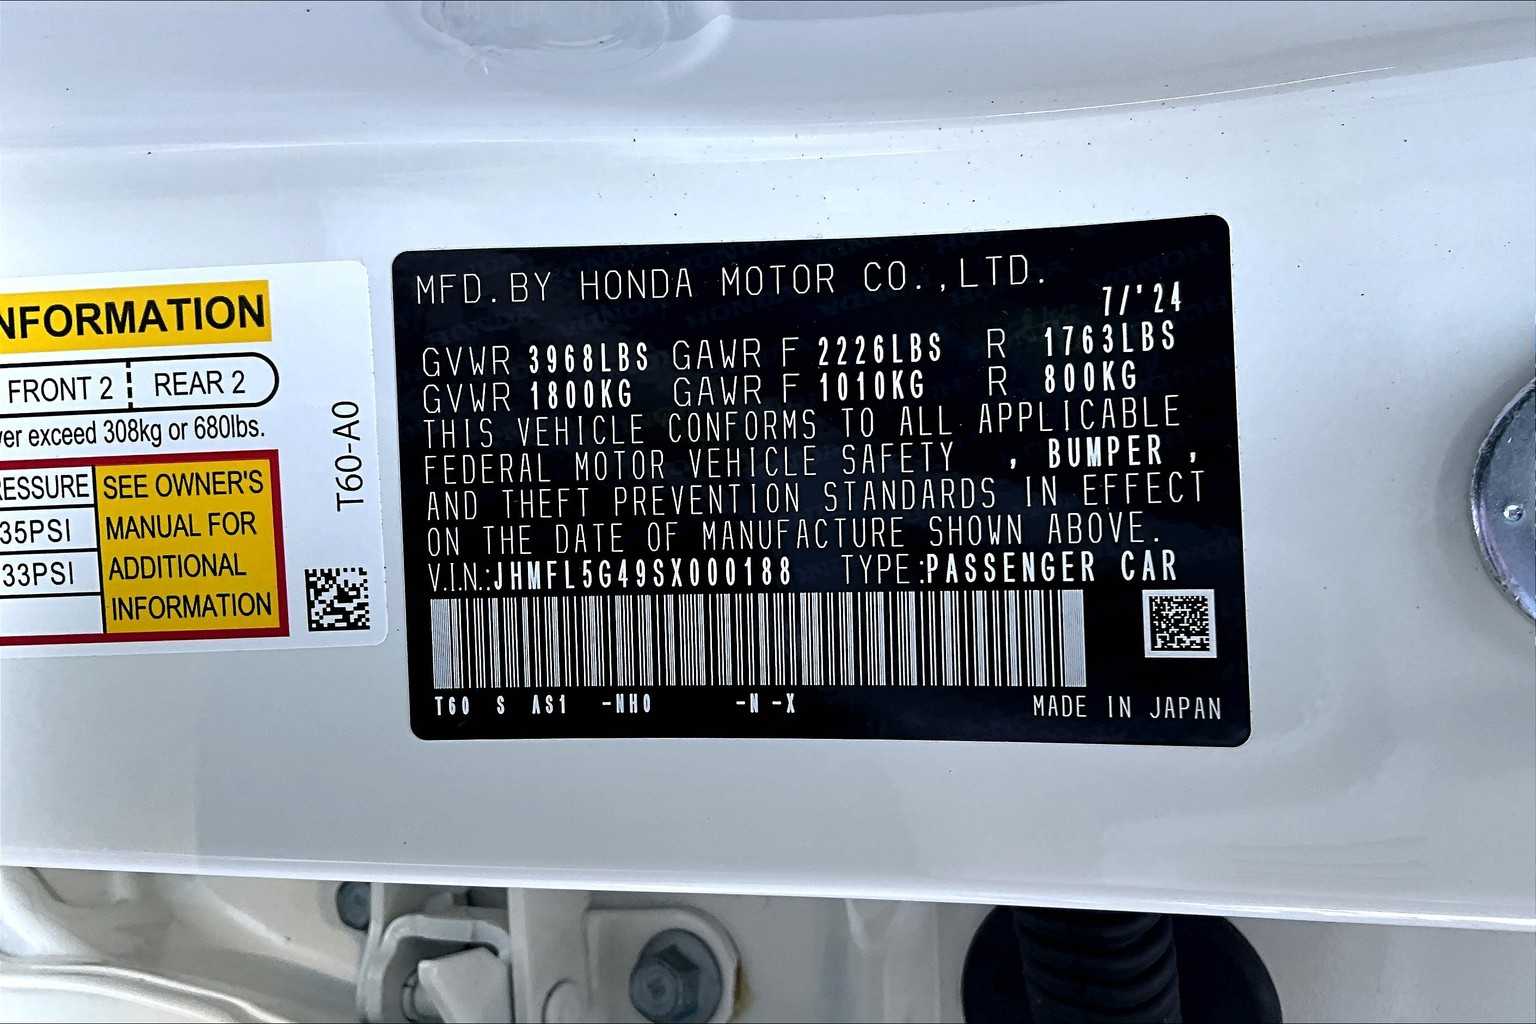 NFORMATION
FRONT 2 REAR 2
ver exceed 308kg or 680lbs.
RESSURE SEE OWNER'S
35PSI MANUAL FOR
33PSI ADDITIONAL
INFORMATION
T60-A0
MFD. BY HONDA MOTOR CO.,LTD.
7/'24
GVWR 3968LBS GAWR F 2226LBS R 1763LBS
GVWR 1800KG GAWR F 1010KG R 800KG
THIS VEHICLE CONFORMS TO ALL APPLICABLE
FEDERAL MOTOR VEHICLE SAFETY , BUMPER ,
AND THEFT PREVENTION STANDARDS IN EFFECT
ON THE DATE OF MANUFACTURE SHOWN ABOVE.
V.I.N.:JHMFL5G49SX000188 TYPE:PASSENGER CAR
T60 S AS1 -NH0 -N -X MADE IN JAPAN